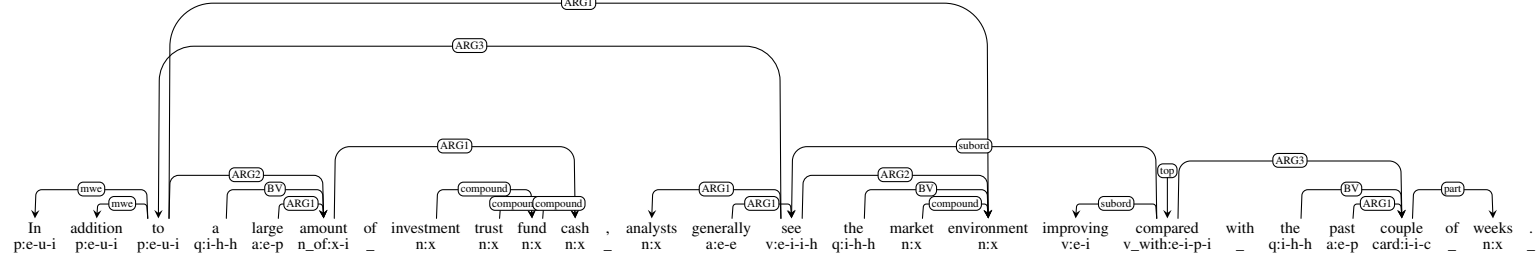 ARG1
ARG3
ARG1 subord
ARG3
ARG2 ARG2 top
mwe BV compound ARG1 BV BV part
mwe ARG1 compound compound ARG1 compound subord ARG1
In addition to a large amount of investment trust fund cash , analysts generally see the market environment improving compared with the past couple of weeks .
p:e-u-i p:e-u-i p:e-u-i q:i-h-h a:e-p n_of:x-i _ n:x n:x n:x n:x _ n:x a:e-e v:e-i-i-h q:i-h-h n:x n:x v:e-i v_with:e-i-p-i _ q:i-h-h a:e-p card:i-i-c _ n:x _